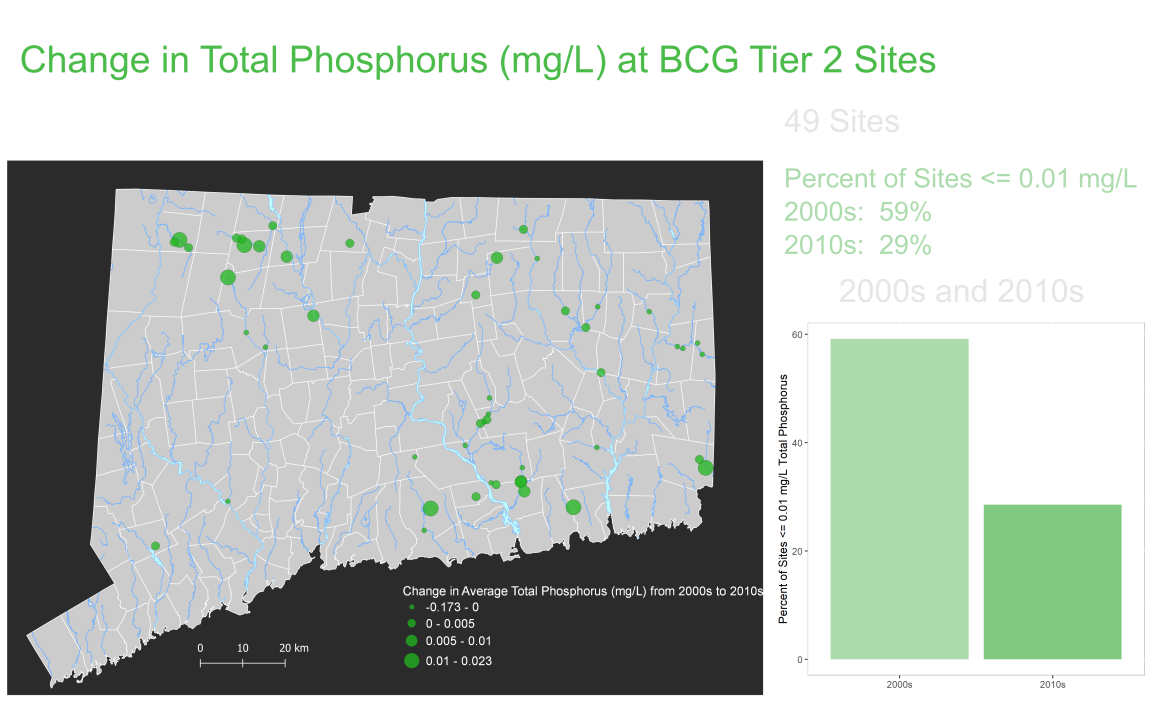 Change in Total Phosphorus (mg/L) at BCG Tier 2 Sites
49 Sites
Percent of Sites <= 0.01 mg/L
2000s: 59%
2010s: 29%
2000s and 2010s
Change in Average Total Phosphorus (mg/L) from 2000s to 2010s
-0.173 - 0
0 - 0.005
0.005 - 0.01
0.01 - 0.023
0 10 20 km
Percent of Sites <= 0.01 mg/L Total Phosphorus
60
40
20
0
2000s 2010s